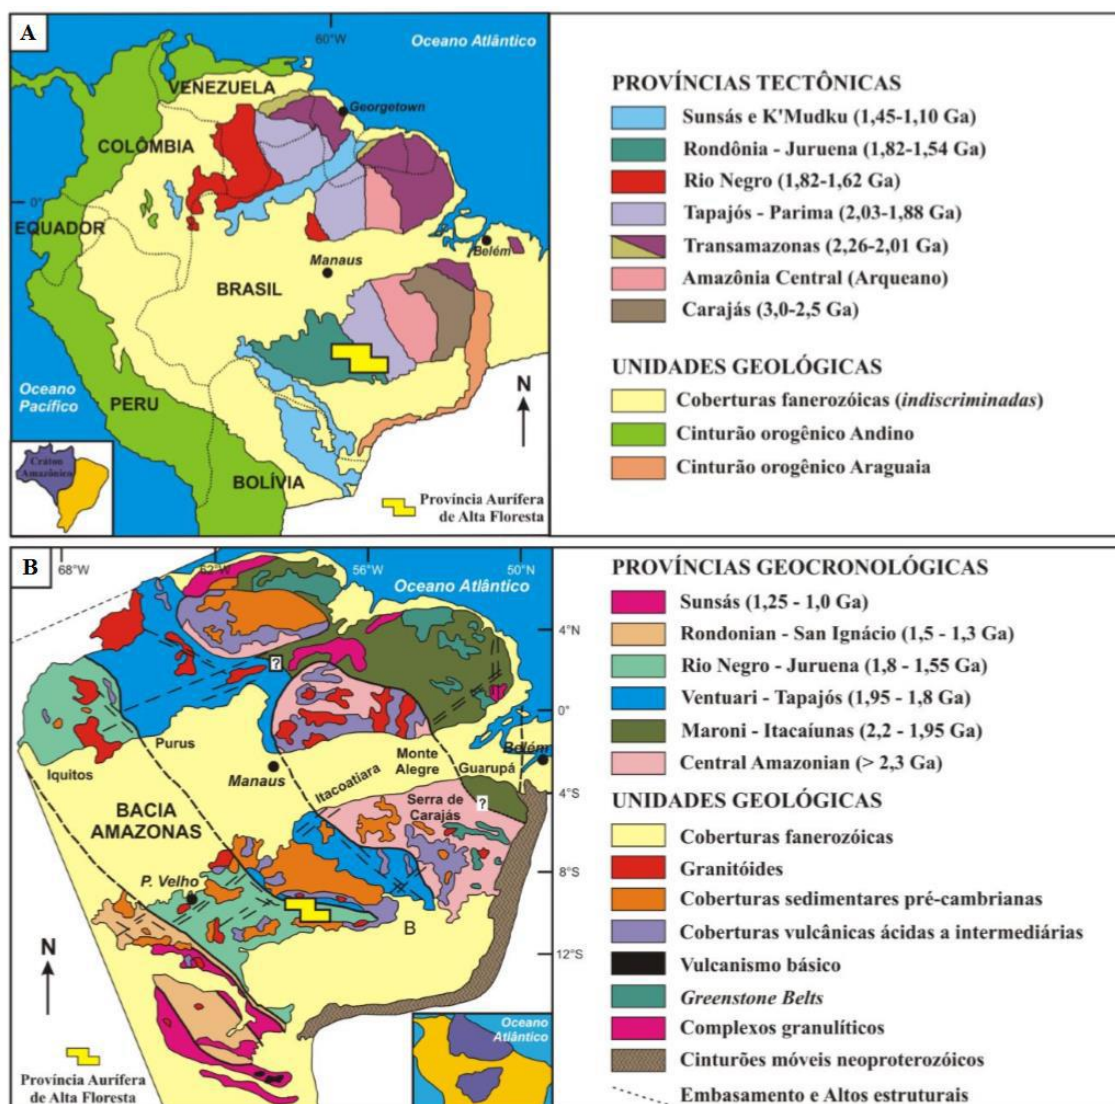 A
60°W
Oceano Atlântico
VENEZUELA
Georgetown
COLÔMBIA
0°
EQUADOR
Belém
Manaus
BRASIL
Oceano
Pacífico
PERU
N
Cráton
Amazônico
BOLÍVIA
Província Aurífera
de Alta Floresta
PROVÍNCIAS TECTÔNICAS
Sunsás e K'Mudku (1,45-1,10 Ga)
Rondônia - Juruena (1,82-1,54 Ga)
Rio Negro (1,82-1,62 Ga)
Tapajós - Parima (2,03-1,88 Ga)
Transamazonas (2,26-2,01 Ga)
Amazônia Central (Arqueano)
Carajás (3,0-2,5 Ga)
UNIDADES GEOLÓGICAS
Coberturas fanerozóicas (indiscriminadas)
Cinturão orogênico Andino
Cinturão orogênico Araguaia
B
68°W
62°W
56°W
50°N
Oceano Atlântico
4°N
?
0°
Purus
Iquitos
Manaus
Itacoatiara
Monte
Alegre
Guarupá
Belém
4°S
?
BACIA
AMAZONAS
Serra de
Carajás
8°S
P. Velho
B
N
12°S
Oceano
Atlântico
Província Aurífera
de Alta Floresta
PROVÍNCIAS GEOCRONOLÓGICAS
Sunsás (1,25 - 1,0 Ga)
Rondonian - San Ignácio (1,5 - 1,3 Ga)
Rio Negro - Juruena (1,8 - 1,55 Ga)
Ventuari - Tapajós (1,95 - 1,8 Ga)
Maroni - Itacaíunas (2,2 - 1,95 Ga)
Central Amazonian (> 2,3 Ga)
UNIDADES GEOLÓGICAS
Coberturas fanerozóicas
Granitóides
Coberturas sedimentares pré-cambrianas
Coberturas vulcânicas ácidas a intermediárias
Vulcanismo básico
Greenstone Belts
Complexos granulíticos
Cinturões móveis neoproterozóicos
Embasamento e Altos estruturais